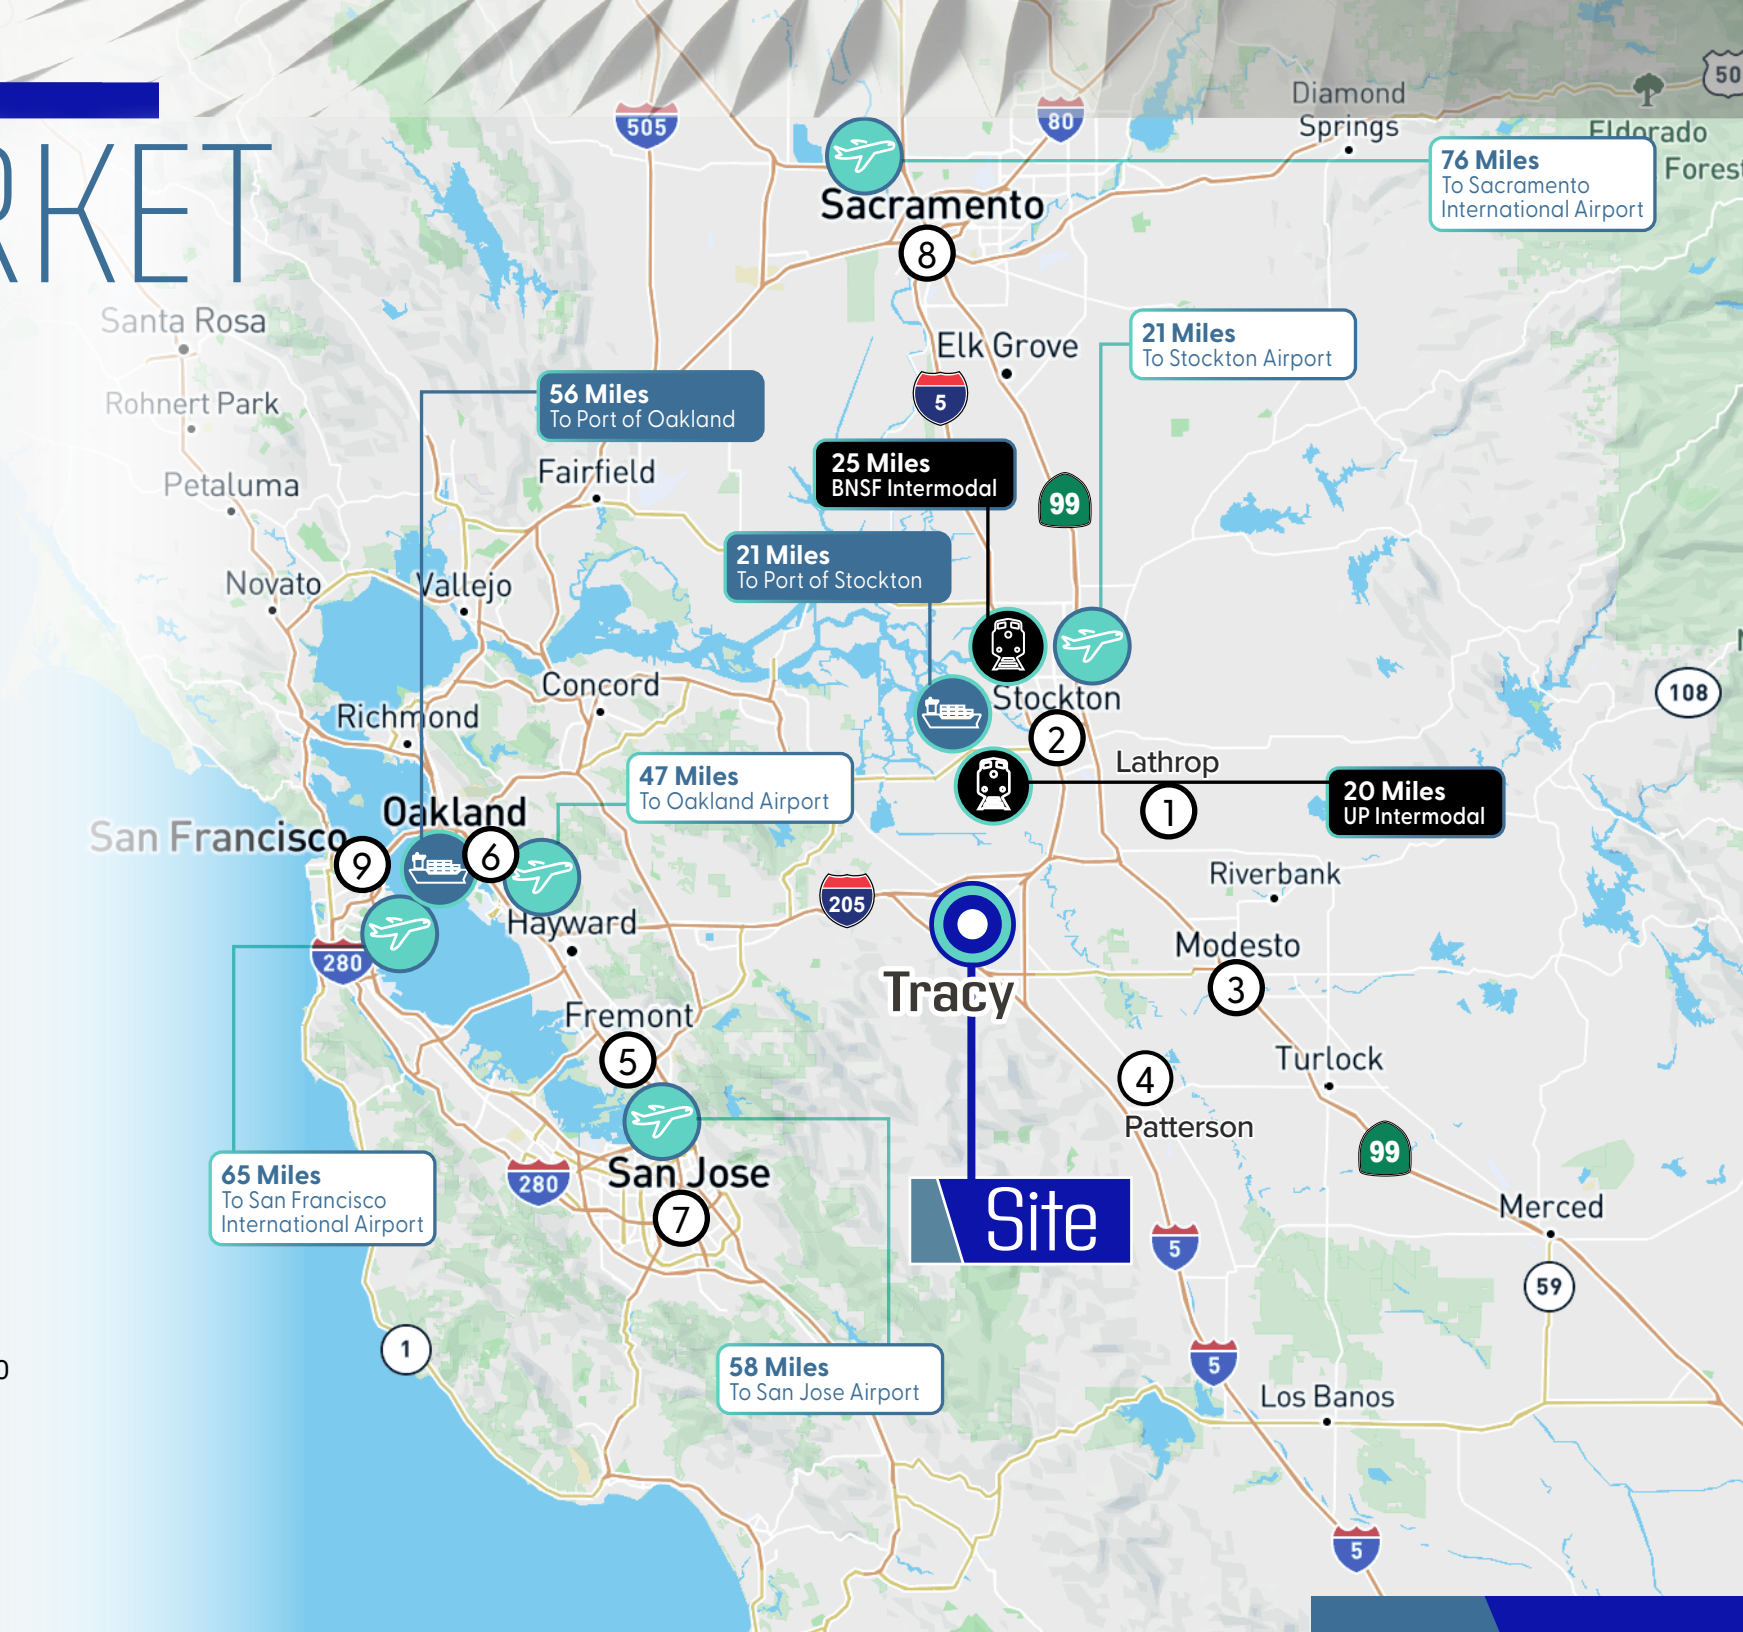 RKET
505
80
Diamond
Springs
50
Eldorado
Forest
76 Miles
To Sacramento
International Airport
Sacramento
8
Santa Rosa
Rohnert Park
Petaluma
Elk Grove
5
21 Miles
To Stockton Airport
56 Miles
To Port of Oakland
Fairfield
25 Miles
BNSF Intermodal
99
21 Miles
To Port of Stockton
Novato
Vallejo
Concord
Richmond
Stockton
2
108
Lathrop
1
20 Miles
UP Intermodal
47 Miles
To Oakland Airport
Oakland
San Francisco
9
6
Hayward
280
205
Riverbank
Modesto
3
Tracy
Fremont
5
4
Patterson
Turlock
99
65 Miles
To San Francisco
International Airport
280
San Jose
7
Site
5
Merced
59
1
0
58 Miles
To San Jose Airport
5
Los Banos
5